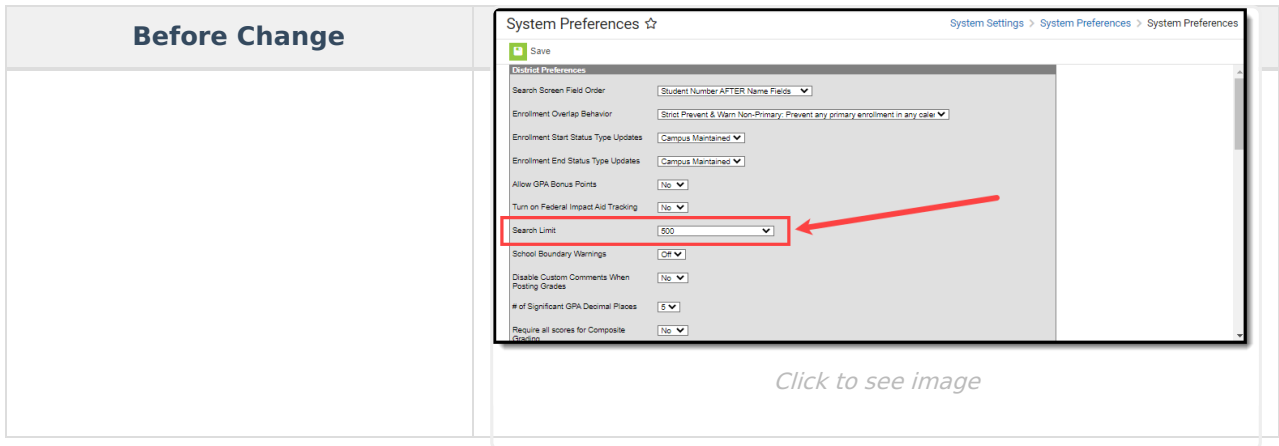 Before Change
System Preferences
System Settings > System Preferences > System Preferences
Save
District Preferences
Search Screen Field Order Student Number AFTER Name Fields
Enrollment Overlap Behavior Strict Prevent & Warn Non-Primary: Prevent any primary enrollment in any caler
Enrollment Start Status Type Updates Campus Maintained
Enrollment End Status Type Updates Campus Maintained
Allow GPA Bonus Points No
Turn on Federal Impact Aid Tracking No
Search Limit 500
School Boundary Warnings Off
Disable Custom Comments When
Posting Grades No
# of Significant GPA Decimal Places 5
Require all scores for Composite
Grading No
Click to see image